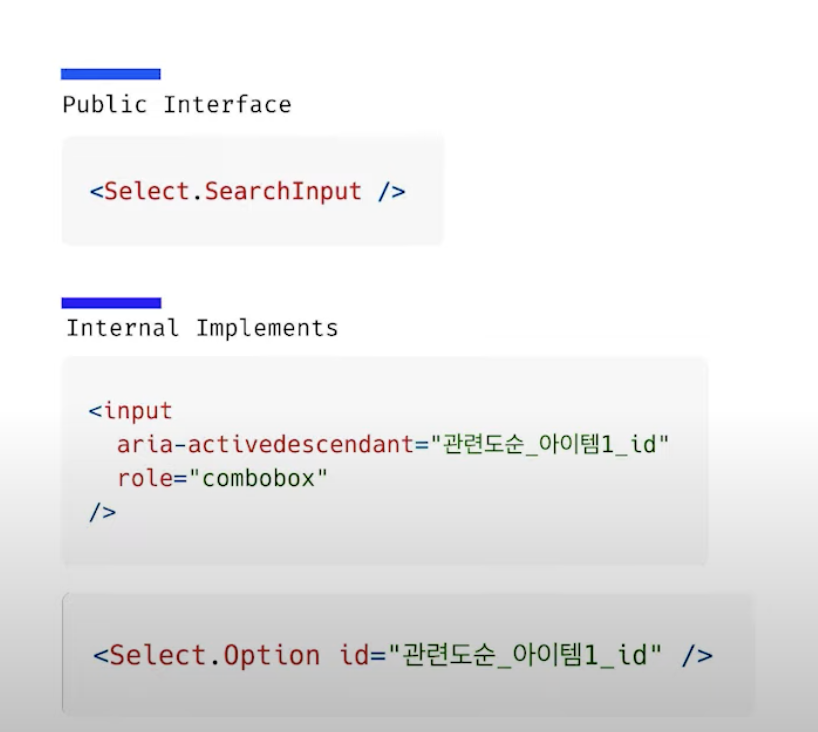 Public Interface
<Select.SearchInput />
Internal Implements
<input
aria-activedescendant="관련도순_아이템1_id"
role="combobox"
/>
<Select.Option id="관련도순_아이템1_id" />